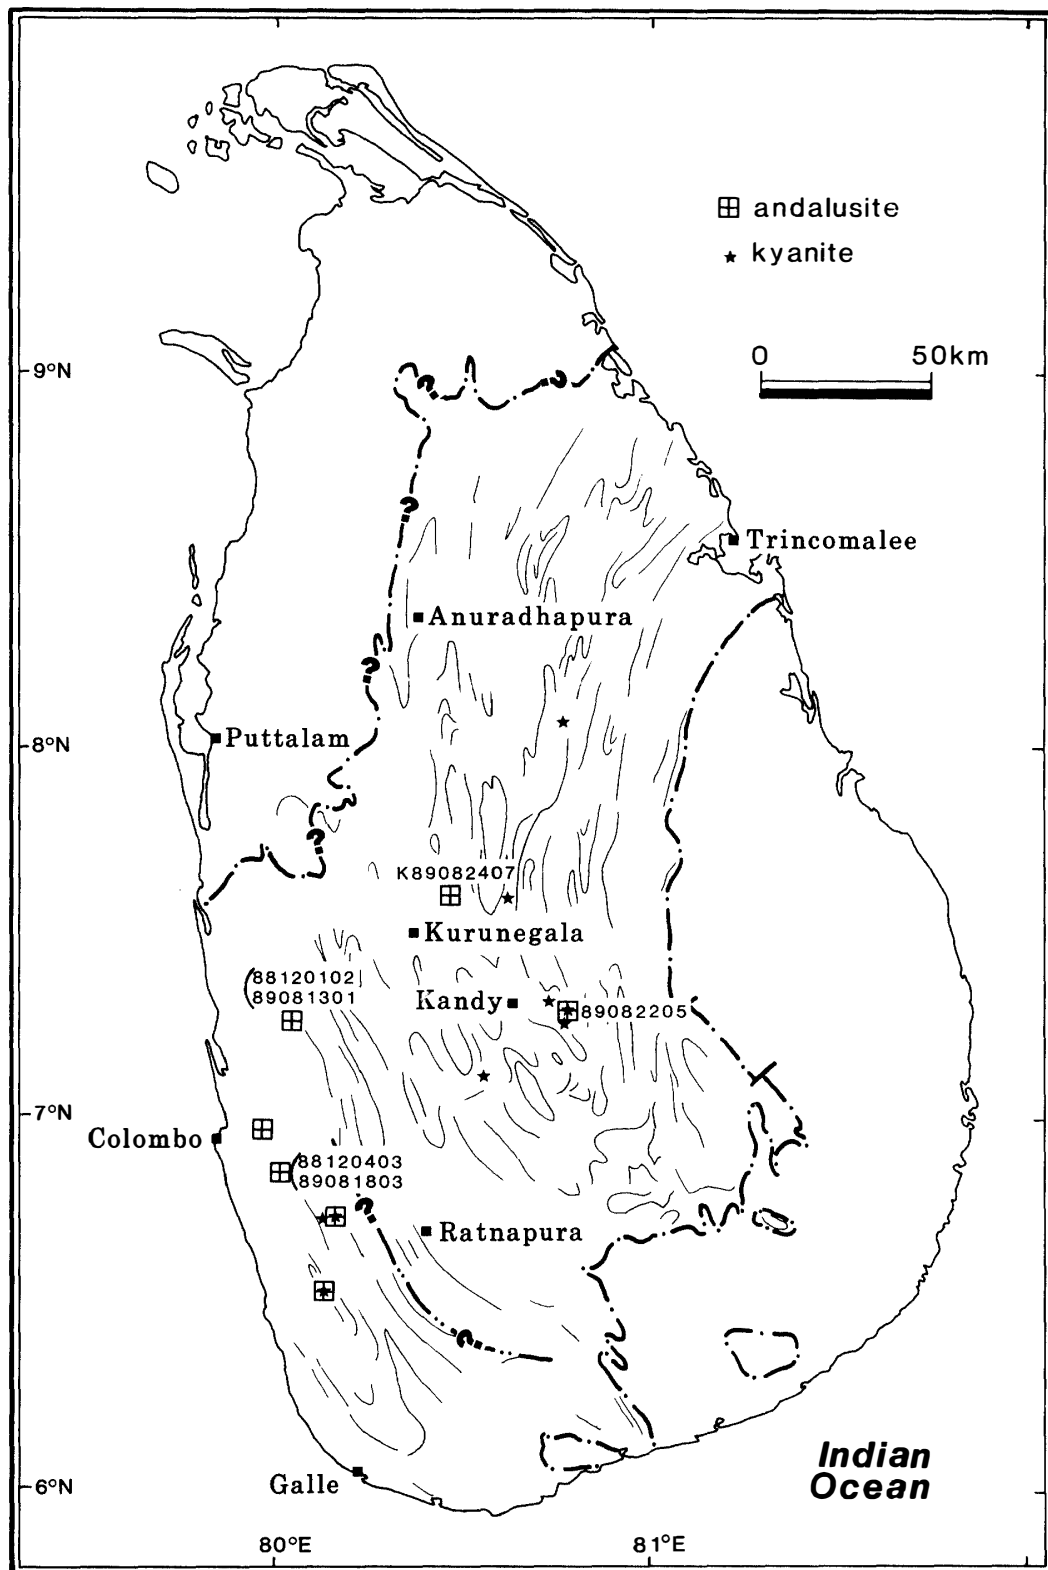 andalusite
kyanite
0 50km
9°N
Trincomalee
Anuradhapura
Puttalam
8°N
K89082407
Kurunegala
88120102
89081301
Kandy
89082205
7°N
Colombo
88120403
89081803
Ratnapura
Indian
Ocean
Galle
6°N
80°E
81°E
?
?
?
?
?
?
?